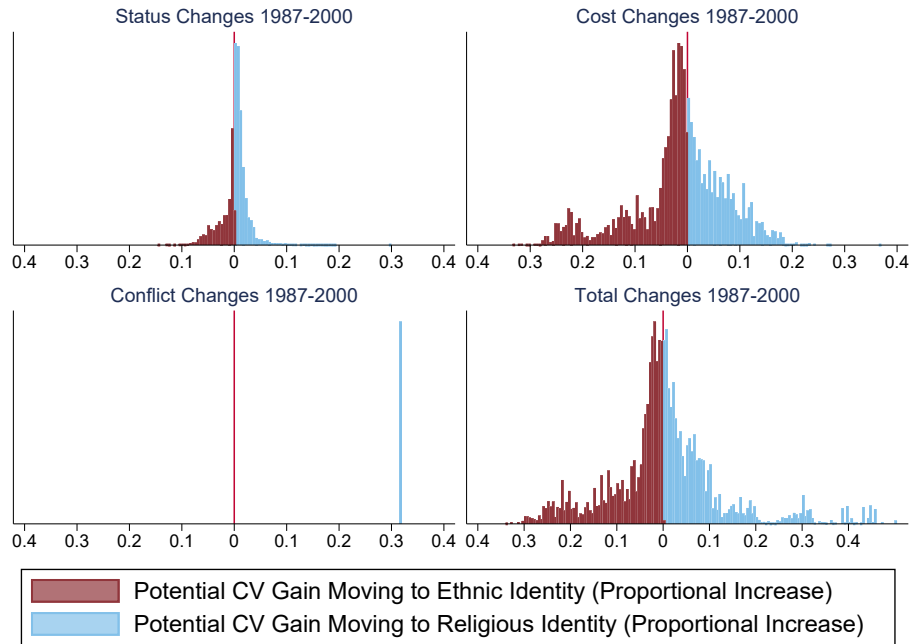 Status Changes 1987-2000
0.4 0.3 0.2 0.1 0 0.1 0.2 0.3 0.4
Cost Changes 1987-2000
0.3 0.2 0.1 0 0.1 0.2 0.3 0.4
Conflict Changes 1987-2000
0.4 0.3 0.2 0.1 0 0.1 0.2 0.3 0.4
Total Changes 1987-2000
0.3 0.2 0.1 0 0.1 0.2 0.3 0.4
Potential CV Gain Moving to Ethnic Identity (Proportional Increase)
Potential CV Gain Moving to Religious Identity (Proportional Increase)